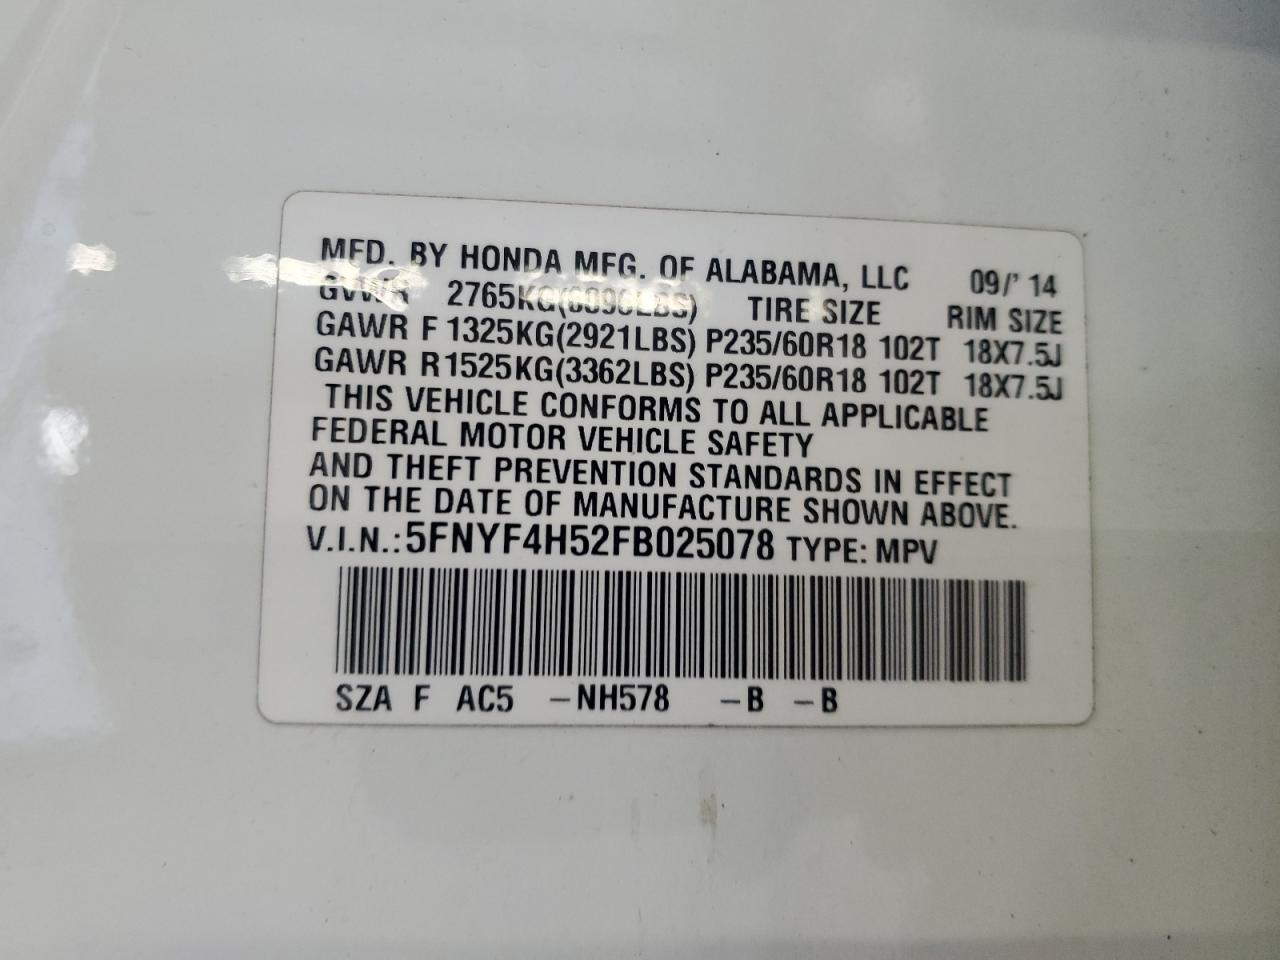 MFD. BY HONDA MFG. OF ALABAMA, LLC 09/' 14
GVWR 2765KG(6096LBS) TIRE SIZE RIM SIZE
GAWR F 1325KG(2921LBS) P235/60R18 102T 18X7.5J
GAWR R1525KG(3362LBS) P235/60R18 102T 18X7.5J
THIS VEHICLE CONFORMS TO ALL APPLICABLE
FEDERAL MOTOR VEHICLE SAFETY
AND THEFT PREVENTION STANDARDS IN EFFECT
ON THE DATE OF MANUFACTURE SHOWN ABOVE.
V.I.N.:5FNYF4H52FB025078 TYPE: MPV
SZA F AC5 -NH578 -B -B